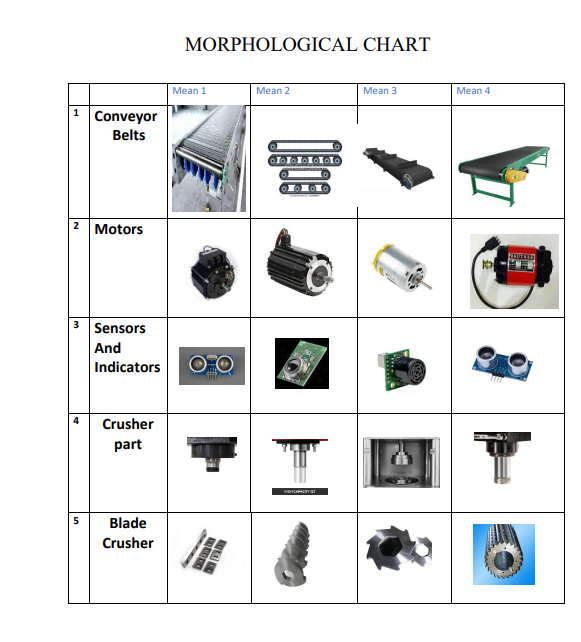 MORPHOLOGICAL CHART
Mean 1 Mean 2 Mean 3 Mean 4
1 Conveyor
Belts
2 Motors
3 Sensors
And
Indicators
4 Crusher
part
HIGH CAPACITY SET
5 Blade
Crusher